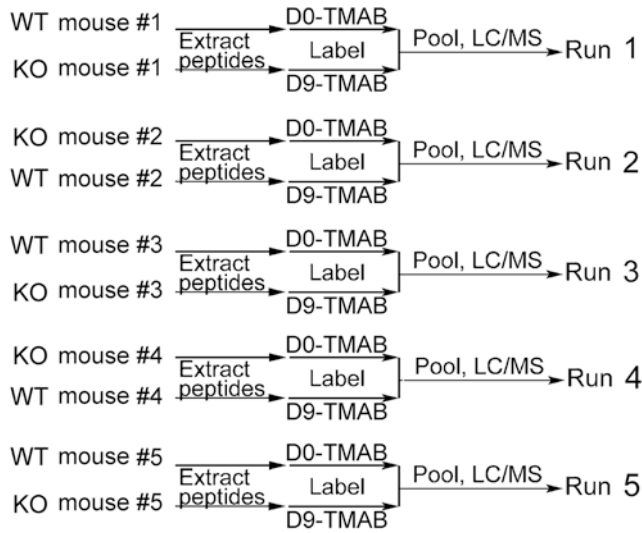 WT mouse #1 Extract peptides D0-TMAB Label Pool, LC/MS Run 1
KO mouse #1 D9-TMAB
KO mouse #2 Extract peptides D0-TMAB Label Pool, LC/MS Run 2
WT mouse #2 D9-TMAB
WT mouse #3 Extract peptides D0-TMAB Label Pool, LC/MS Run 3
KO mouse #3 D9-TMAB
KO mouse #4 Extract peptides D0-TMAB Label Pool, LC/MS Run 4
WT mouse #4 D9-TMAB
WT mouse #5 Extract peptides D0-TMAB Label Pool, LC/MS Run 5
KO mouse #5 D9-TMAB